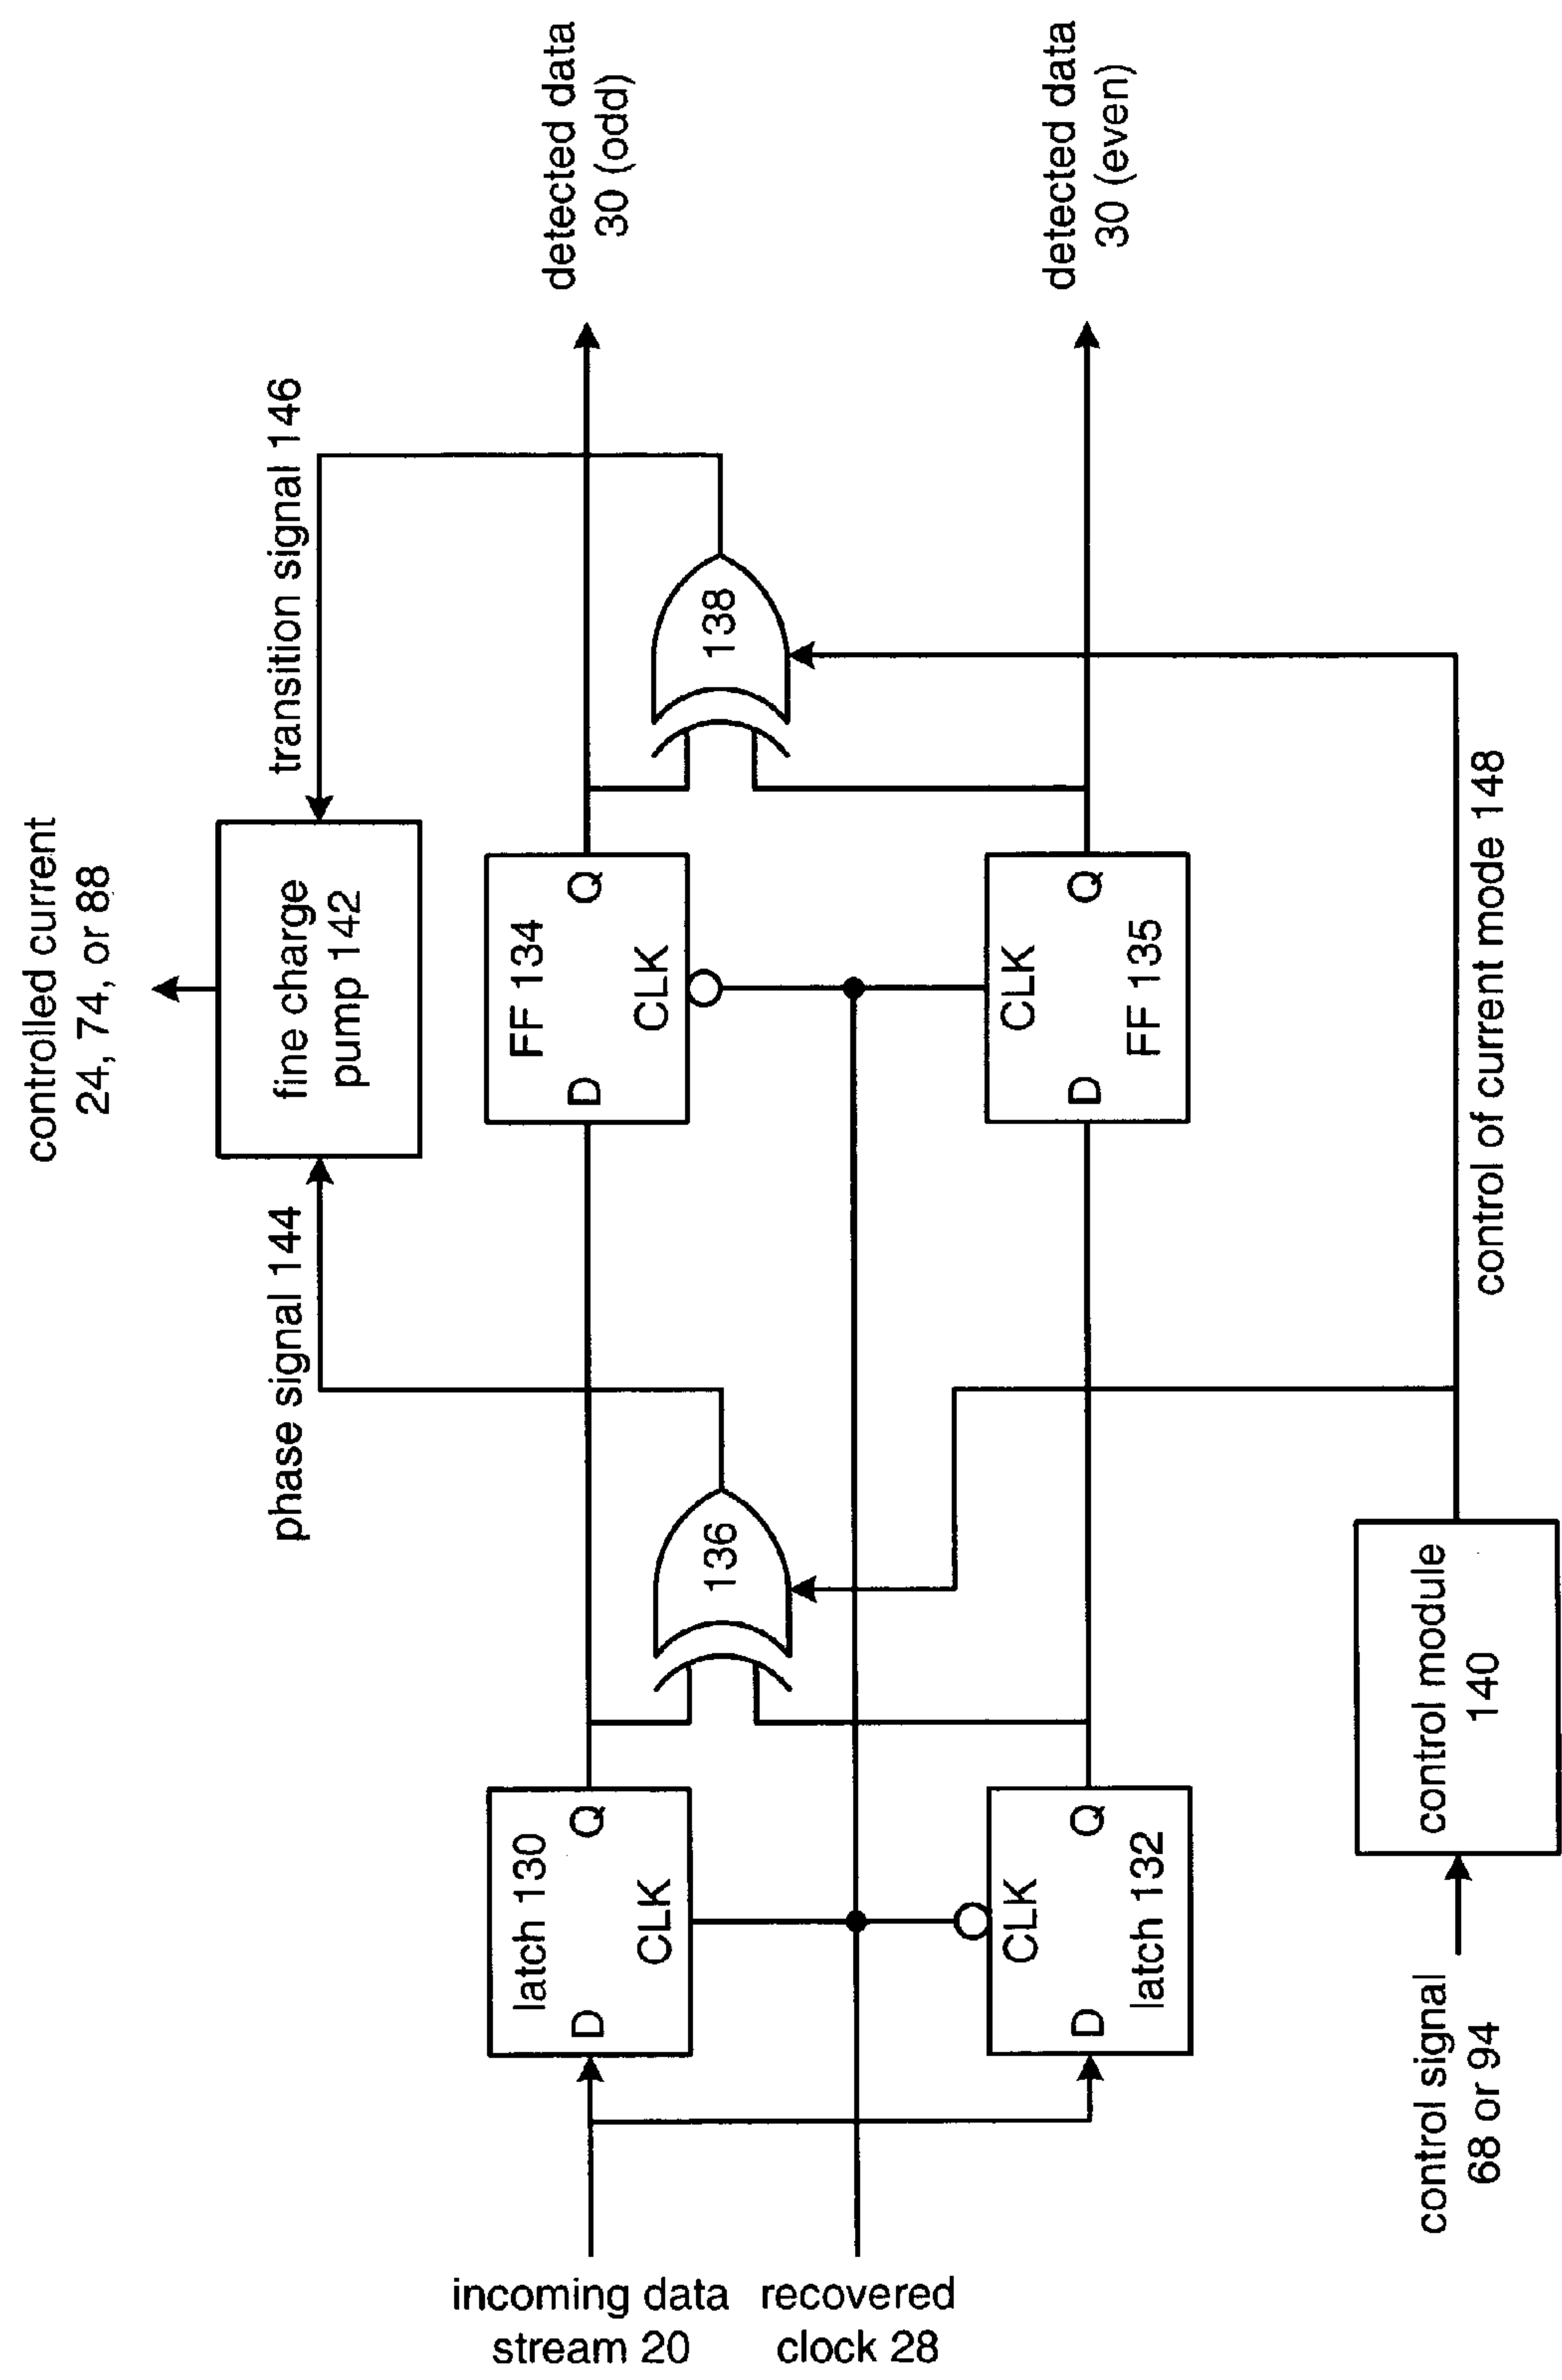 controlled current
24, 74, or 88
phase signal 144
fine charge
pump 142
transition signal 146
latch 130
D
Q
CLK
136
FF 134
D
Q
CLK
138
detected data
30 (odd)
incoming data
stream 20
recovered
clock 28
CLK
D
Q
latch 132
CLK
D
Q
FF 135
detected data
30 (even)
control signal
68 or 94
control module
140
control of current mode 148